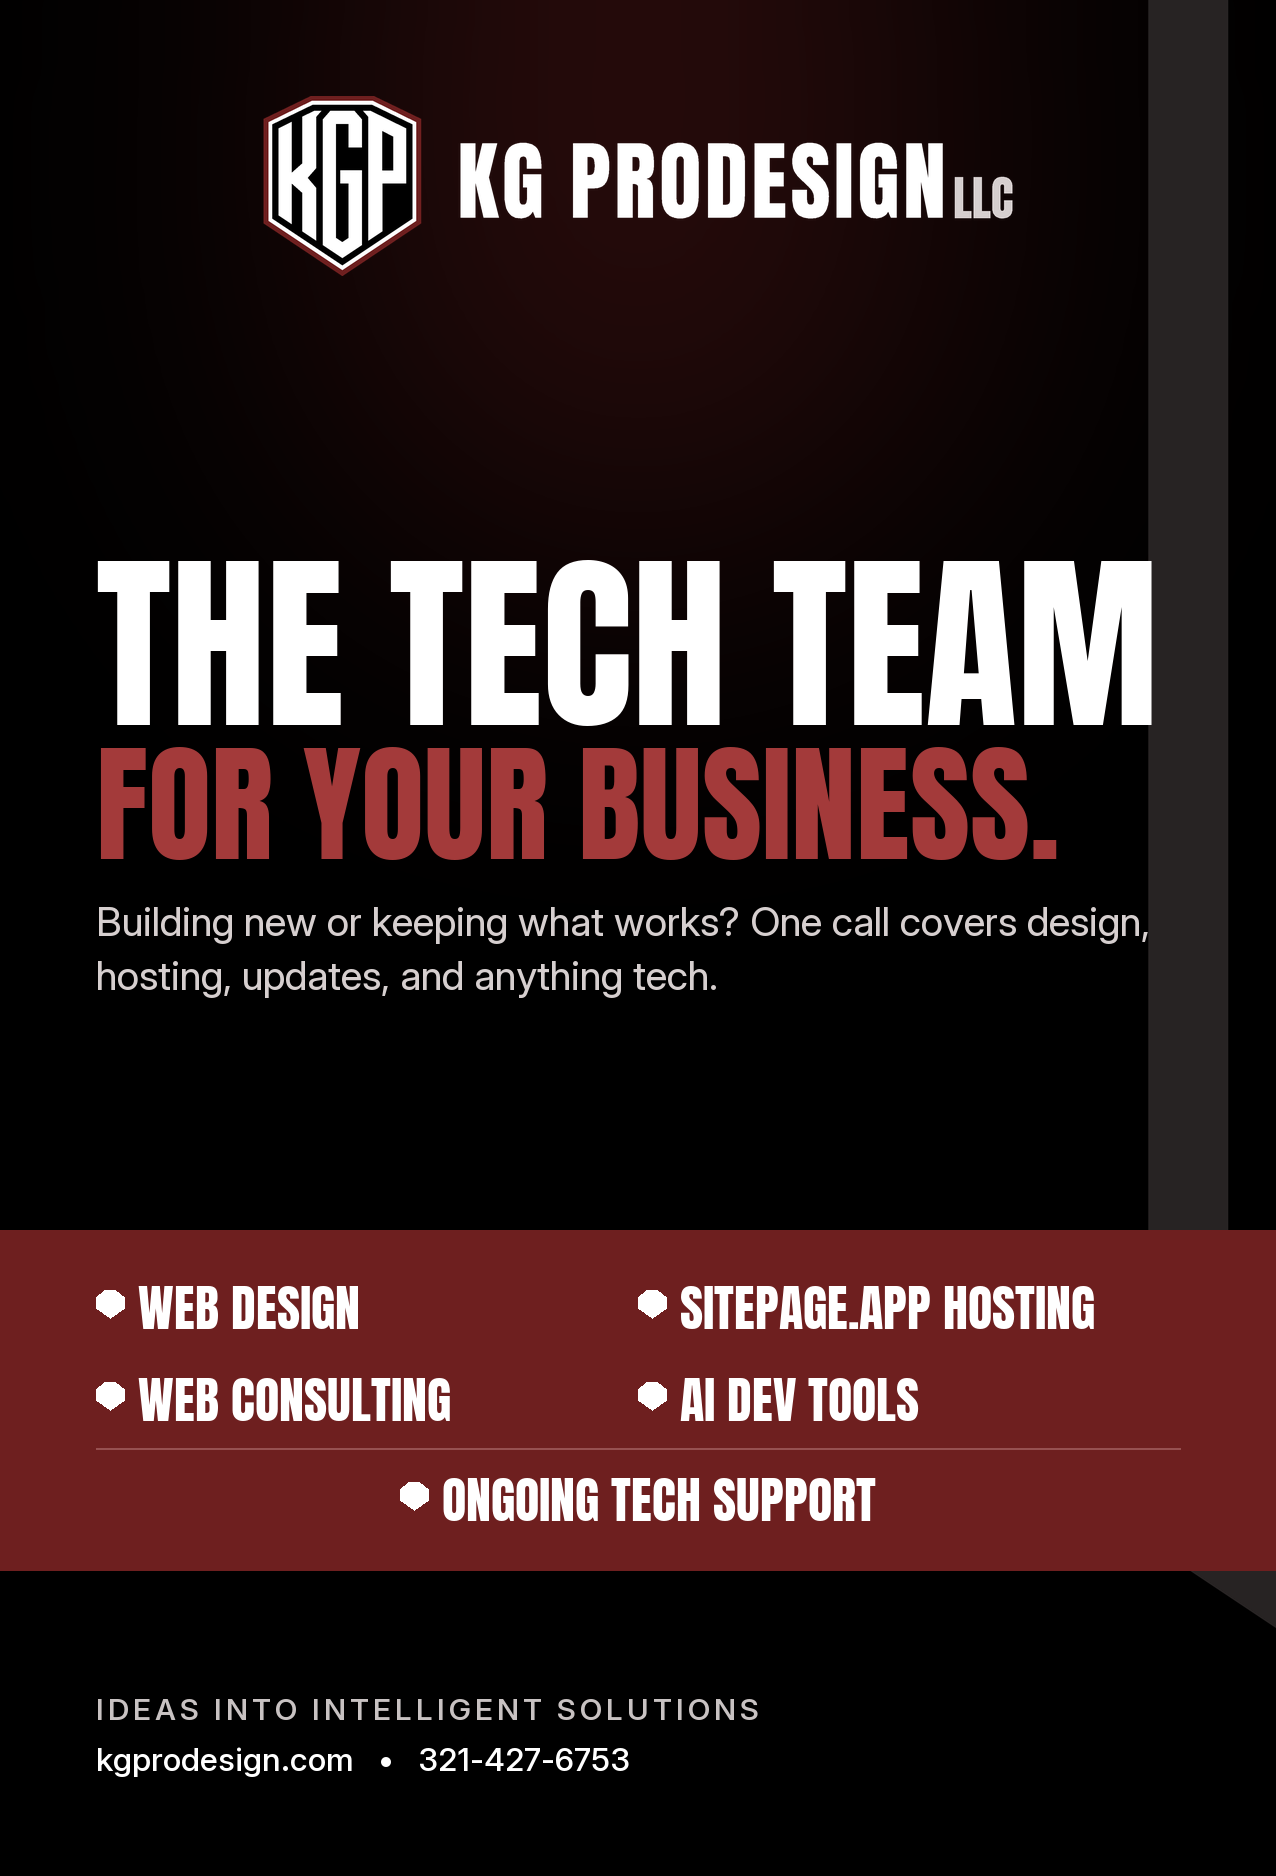 KGP
KG PRODESIGN LLC
THE TECH TEAM
FOR YOUR BUSINESS.
Building new or keeping what works? One call covers design,
hosting, updates, and anything tech.
WEB DESIGN
SITEPAGE.APP HOSTING
WEB CONSULTING
AI DEV TOOLS
ONGOING TECH SUPPORT
IDEAS INTO INTELLIGENT SOLUTIONS
kgprodesign.com • 321-427-6753